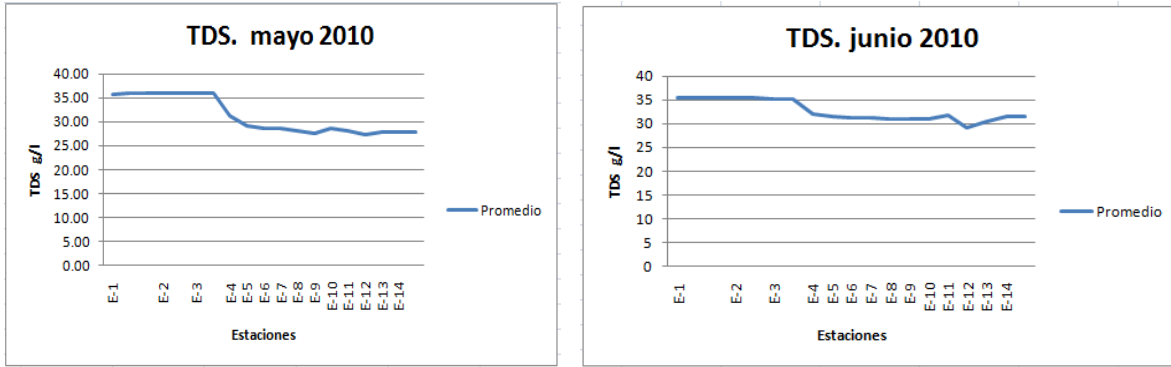 TDS. mayo 2010
40.00
35.00
30.00
25.00
20.00
15.00
10.00
5.00
0.00
TDS g/l
E-1
E-2
E-3
E-4
E-5
E-6
E-7
E-8
E-9
E-10
E-11
E-12
E-13
E-14
Estaciones
Promedio
TDS. junio 2010
40
35
30
25
20
15
10
5
0
TDS g/l
E-1
E-2
E-3
E-4
E-5
E-6
E-7
E-8
E-9
E-10
E-11
E-12
E-13
E-14
Estaciones
Promedio